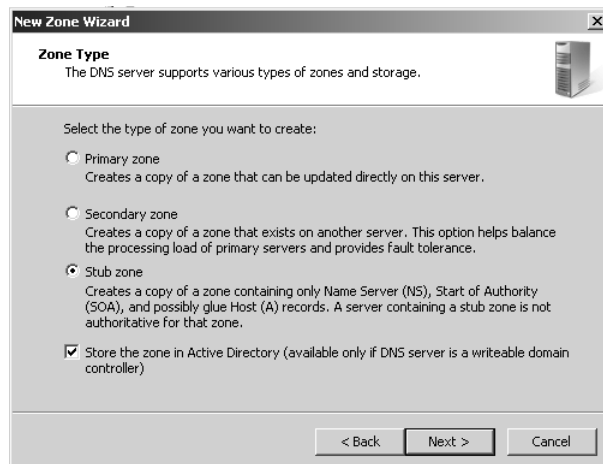 New Zone Wizard
Zone Type
The DNS server supports various types of zones and storage.
Select the type of zone you want to create:
Primary zone
Creates a copy of a zone that can be updated directly on this server.
Secondary zone
Creates a copy of a zone that exists on another server. This option helps balance
the processing load of primary servers and provides fault tolerance.
Stub zone
Creates a copy of a zone containing only Name Server (NS), Start of Authority
(SOA), and possibly glue Host (A) records. A server containing a stub zone is not
authoritative for that zone.
Store the zone in Active Directory (available only if DNS server is a writeable domain
controller)
< Back Next > Cancel